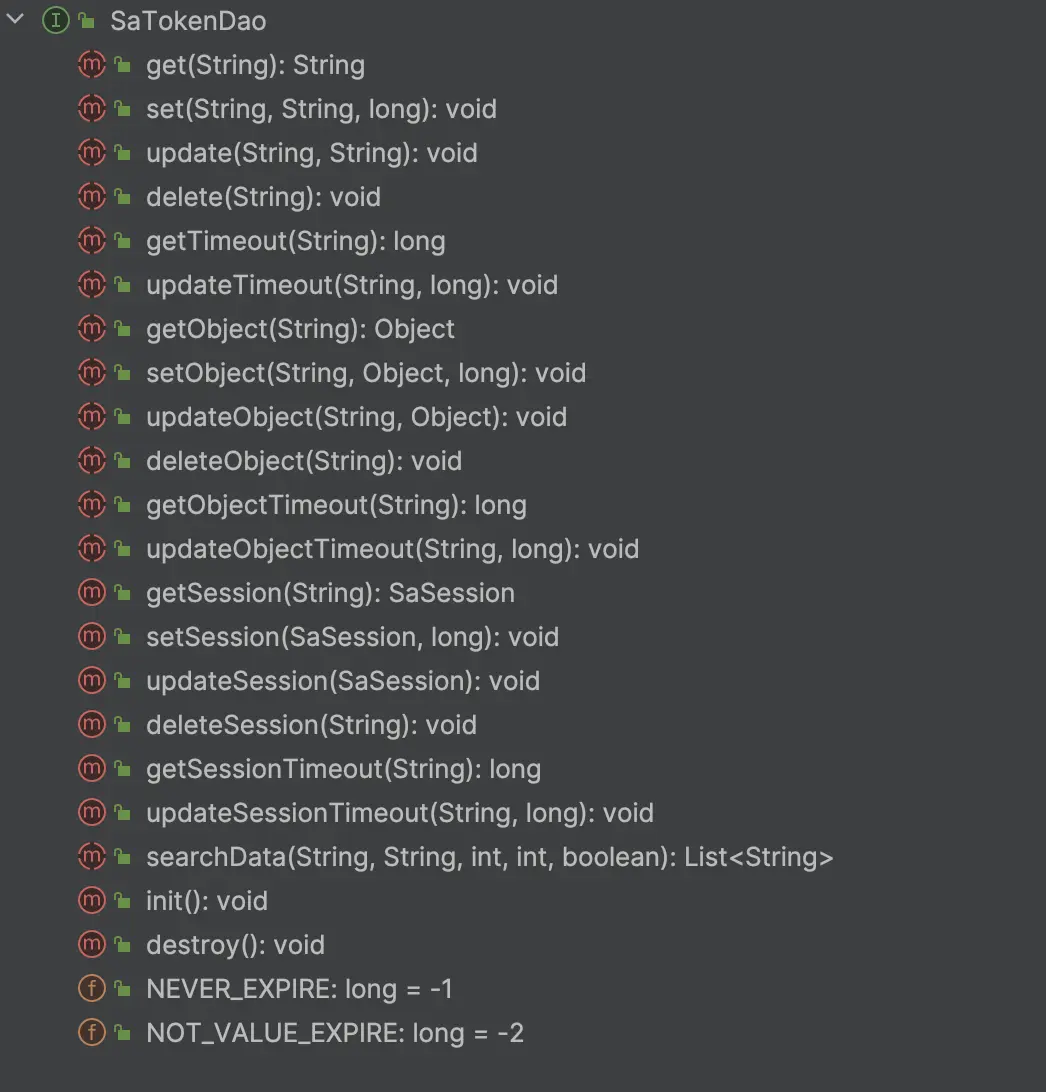 SaTokenDao
get(String): String
set(String, String, long): void
update(String, String): void
delete(String): void
getTimeout(String): long
updateTimeout(String, long): void
getObject(String): Object
setObject(String, Object, long): void
updateObject(String, Object): void
deleteObject(String): void
getObjectTimeout(String): long
updateObjectTimeout(String, long): void
getSession(String): SaSession
setSession(SaSession, long): void
updateSession(SaSession): void
deleteSession(String): void
getSessionTimeout(String): long
updateSessionTimeout(String, long): void
searchData(String, String, int, int, boolean): List<String>
init(): void
destroy(): void
NEVER_EXPIRE: long = -1
NOT_VALUE_EXPIRE: long = -2